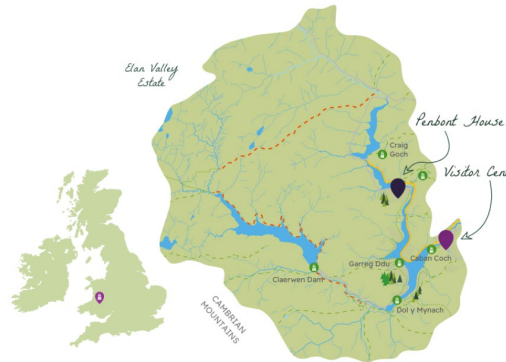 Elan Valley
Estate
Penbont House
Craig
Goch
Visitor Cen
Garreg Ddu
Caban Coch
Claerwen Dam
Dol y Mynach
CAMBRIAN
MOUNTAINS